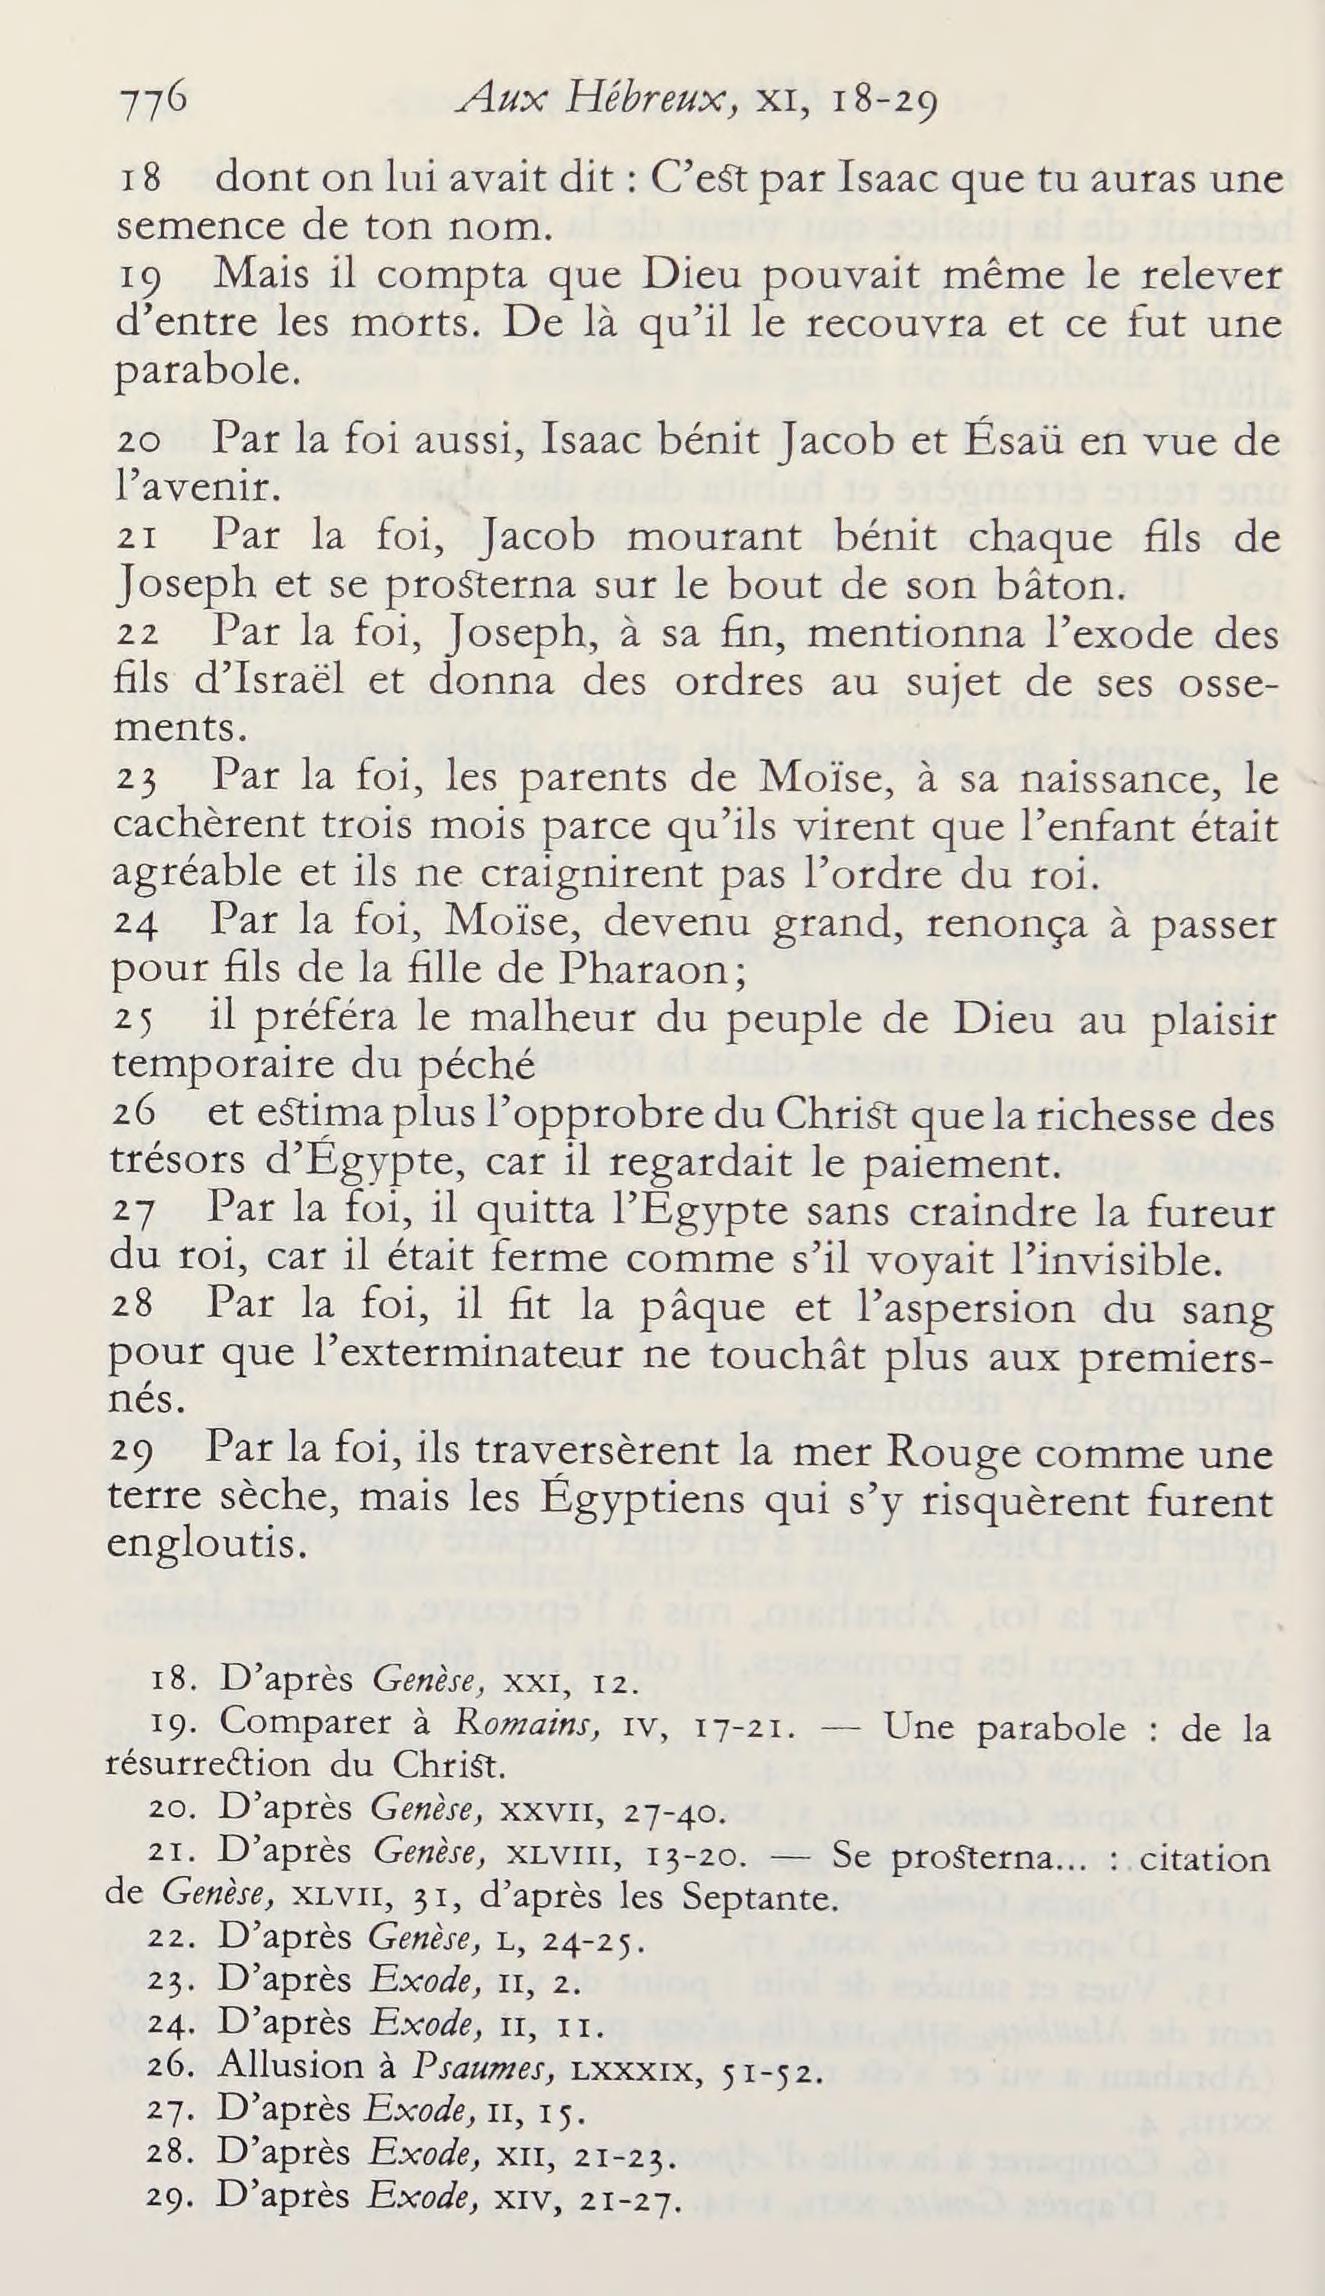 776 Aux Hébreux, XI, 18-29
18 dont on lui avait dit : C’est par Isaac que tu auras une
semence de ton nom.
19 Mais il compta que Dieu pouvait même le relever
d’entre les morts. De là qu’il le recouvra et ce fut une
parabole.
20 Par la foi aussi, Isaac bénit Jacob et Ésaü en vue de
l’avenir.
21 Par la foi, Jacob mourant bénit chaque fils de
Joseph et se prosterna sur le bout de son bâton.
22 Par la foi, Joseph, à sa fin, mentionna l’exode des
fils d’Israël et donna des ordres au sujet de ses osse-
ments.
23 Par la foi, les parents de Moïse, à sa naissance, le
cachèrent trois mois parce qu’ils virent que l’enfant était
agréable et ils ne craignirent pas l’ordre du roi.
24 Par la foi, Moïse, devenu grand, renonça à passer
pour fils de la fille de Pharaon ;
25 il préféra le malheur du peuple de Dieu au plaisir
temporaire du péché
26 et estima plus l’opprobre du Christ que la richesse des
trésors d’Égypte, car il regardait le paiement.
27 Par la foi, il quitta l’Égypte sans craindre la fureur
du roi, car il était ferme comme s’il voyait l’invisible.
28 Par la foi, il fit la pâque et l’aspersion du sang
pour que l’exterminateur ne touchât plus aux premiers-
nés.
29 Par la foi, ils traversèrent la mer Rouge comme une
terre sèche, mais les Égyptiens qui s’y risquèrent furent
engloutis.
18. D’après Genèse, XXI, 12.
19. Comparer à Romains, IV, 17-21. — Une parabole : de la
résurrection du Christ.
20. D’après Genèse, XXVII, 27-40.
21. D’après Genèse, XLVIII, 13-20. — Se prosterna... : citation
de Genèse, XLVII, 31, d’après les Septante.
22. D’après Genèse, L, 24-25.
23. D’après Exode, II, 2.
24. D’après Exode, II, 11.
26. Allusion à Psaumes, LXXXIX, 51-52.
27. D’après Exode, II, 15.
28. D’après Exode, XII, 21-23.
29. D’après Exode, XIV, 21-27.